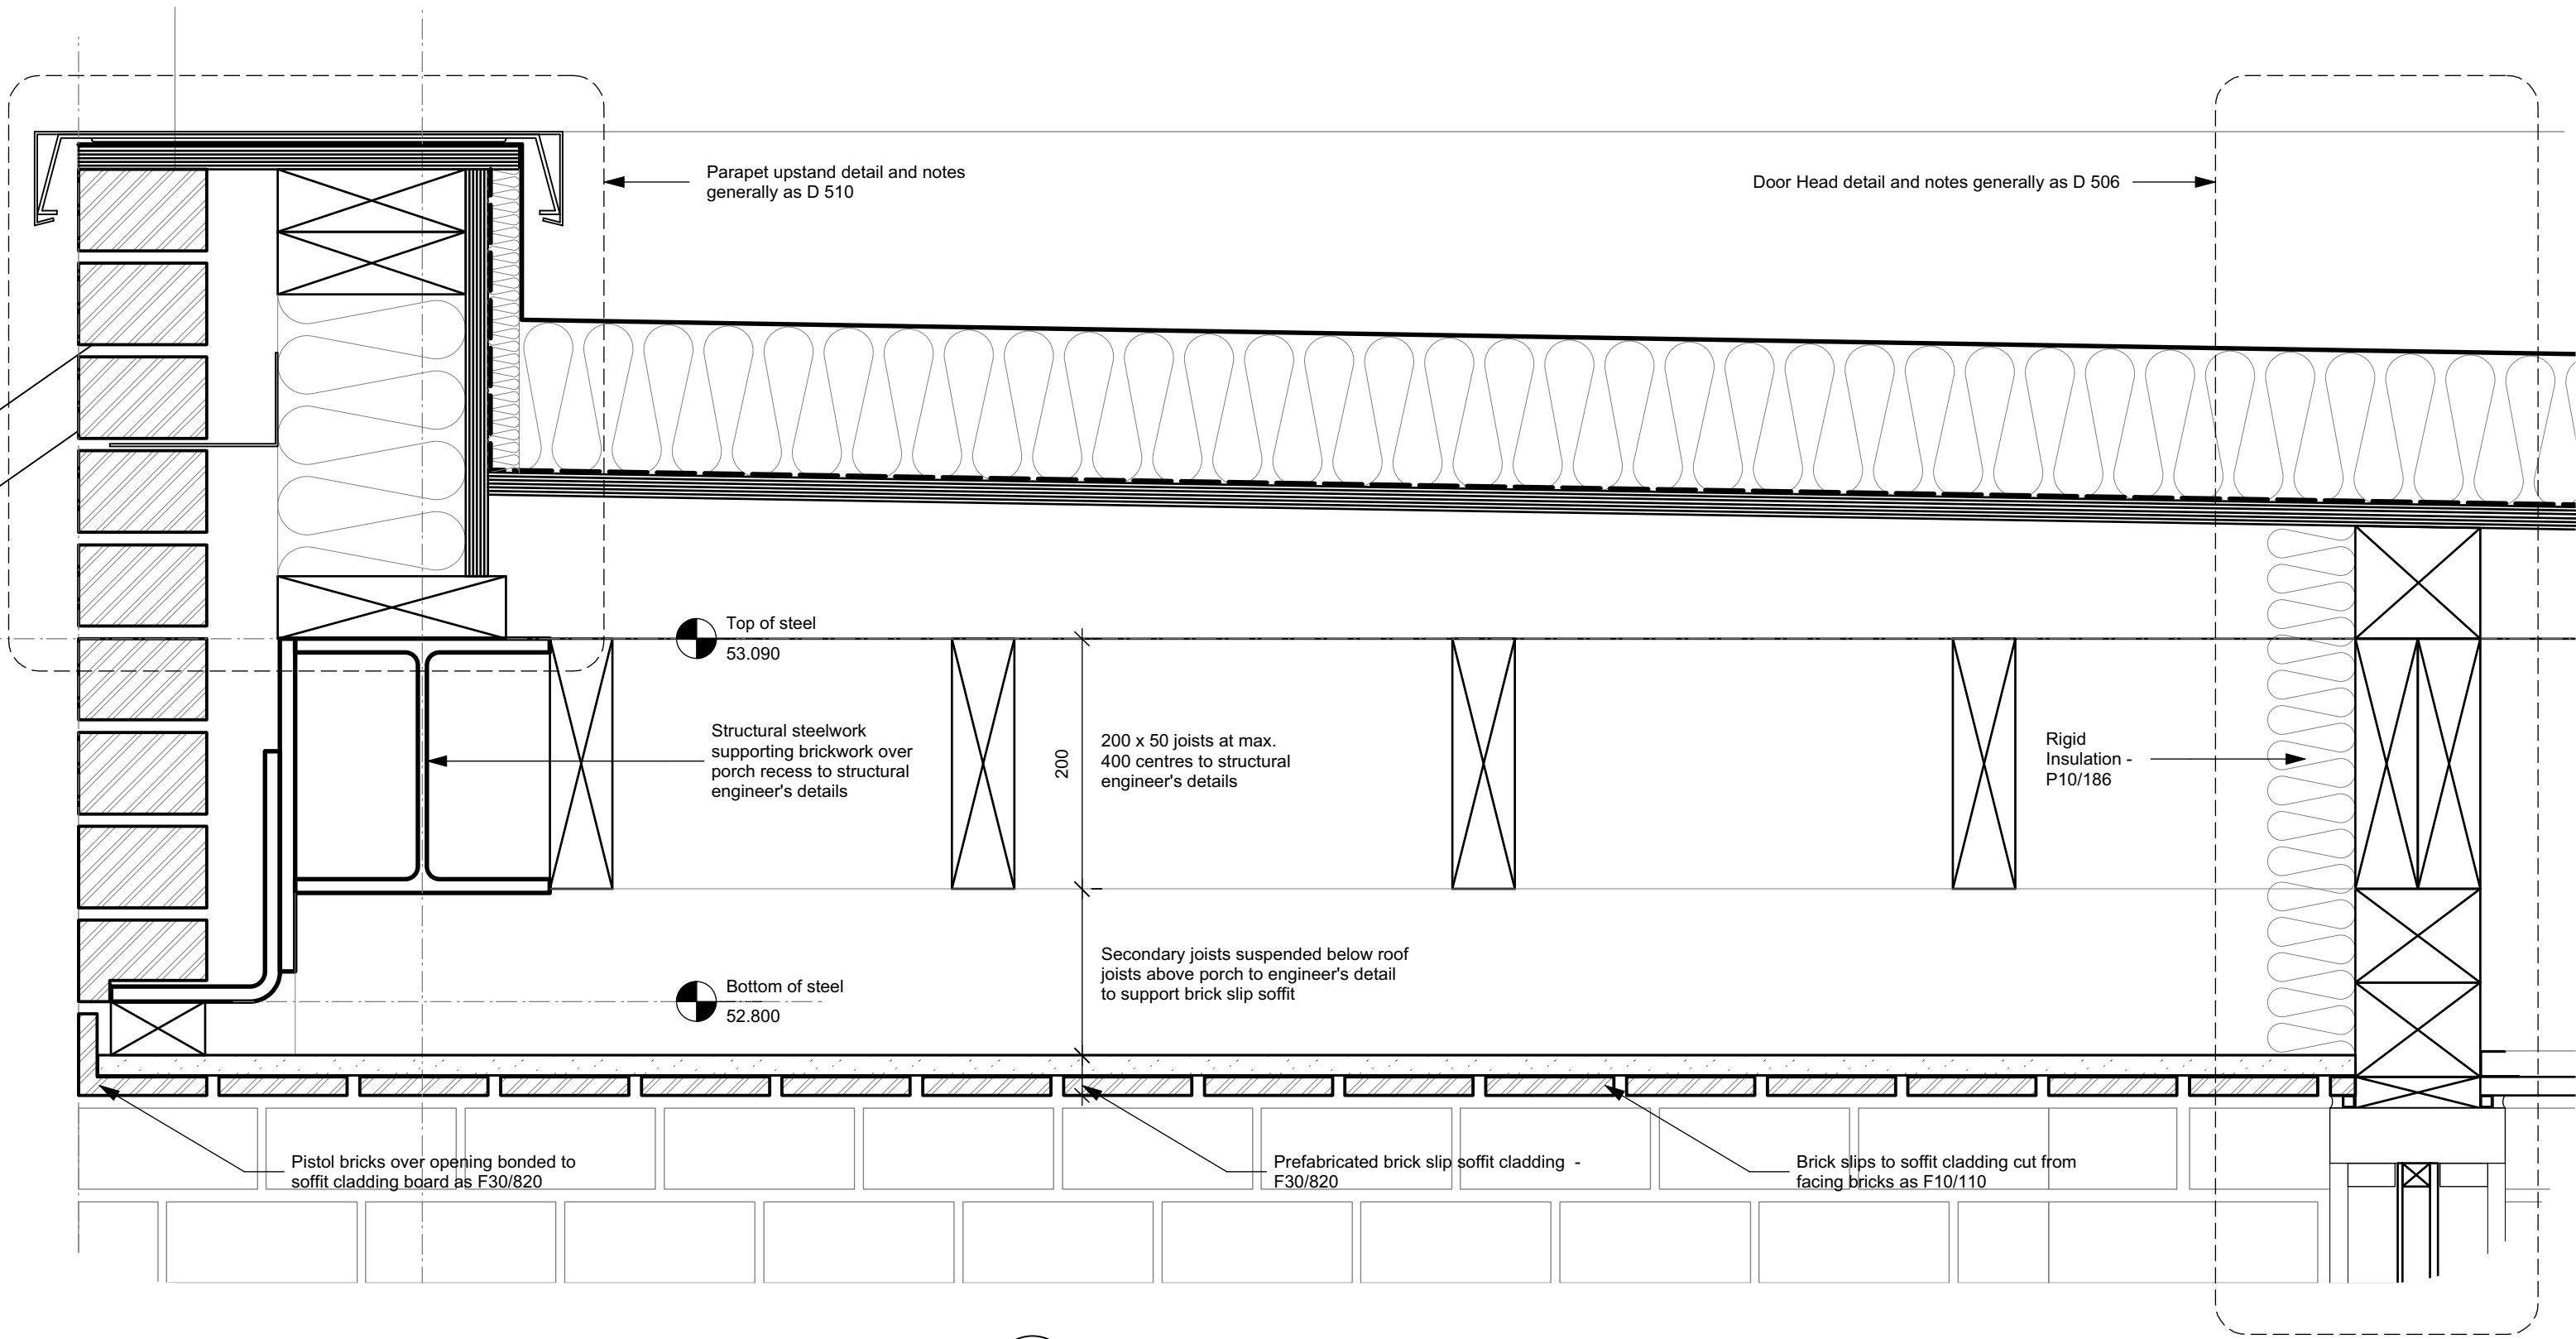 Parapet upstand detail and notes
generally as D 510
Door Head detail and notes generally as D 506
Top of steel
53.090
Structural steelwork
supporting brickwork over
porch recess to structural
engineer's details
200
200 x 50 joists at max.
400 centres to structural
engineer's details
Rigid
Insulation -
P10/186
Secondary joists suspended below roof
joists above porch to engineer's detail
to support brick slip soffit
Bottom of steel
52.800
Pistol bricks over opening bonded to
soffit cladding board as F30/820
Prefabricated brick slip soffit cladding -
F30/820
Brick slips to soffit cladding cut from
facing bricks as F10/110